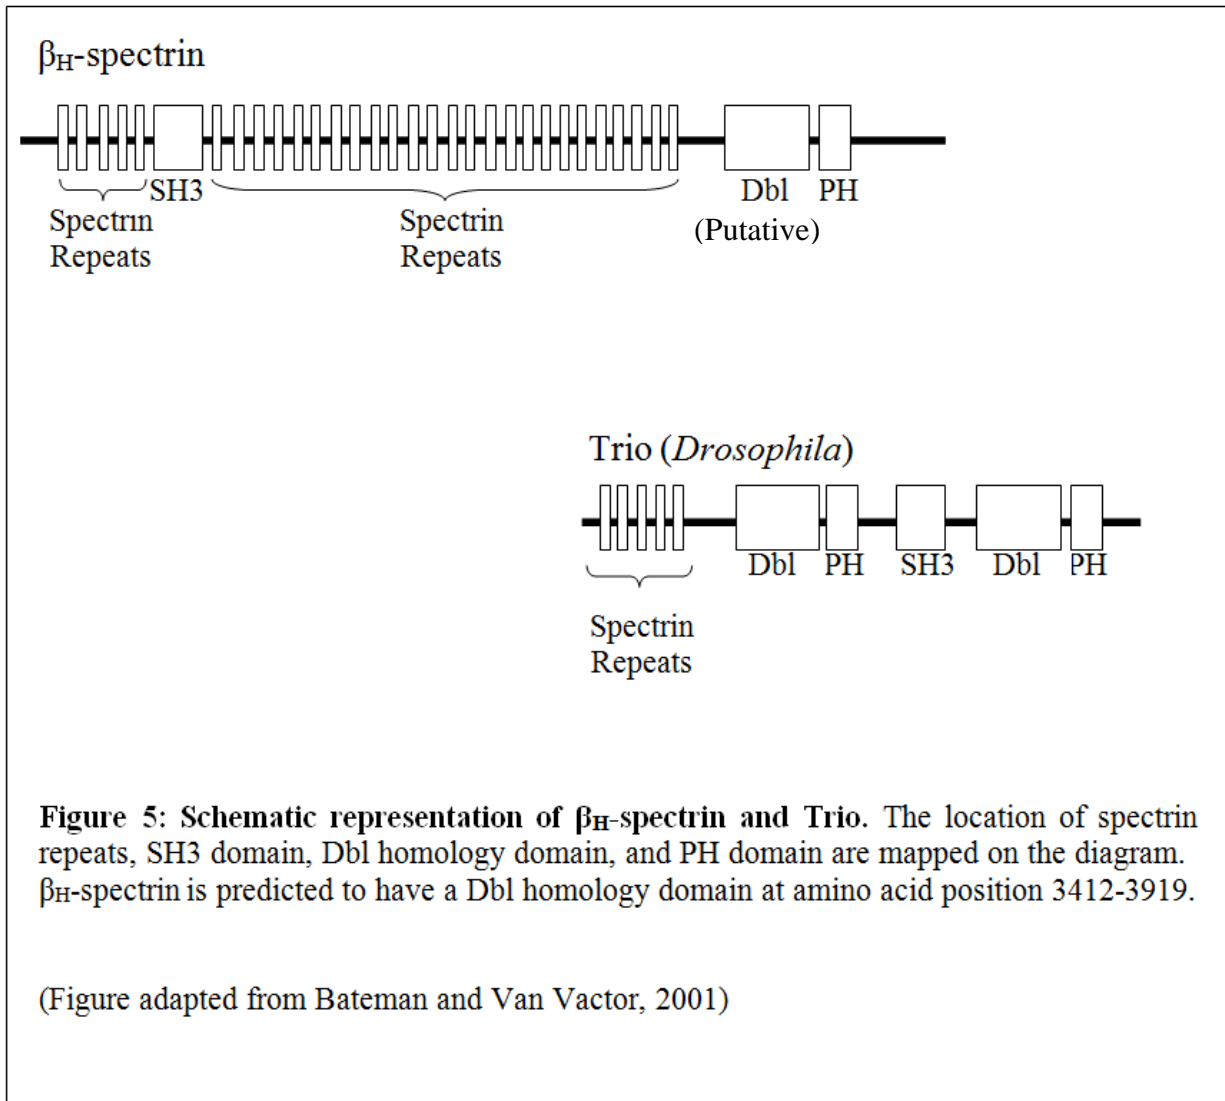 βH-spectrin
SH3
Dbl
PH
Spectrin
Repeats
Spectrin
Repeats
(Putative)
Trio (Drosophila)
Dbl
PH
SH3
Dbl
PH
Spectrin
Repeats
Figure 5: Schematic representation of βH-spectrin and Trio. The location of spectrin
repeats, SH3 domain, Dbl homology domain, and PH domain are mapped on the diagram.
βH-spectrin is predicted to have a Dbl homology domain at amino acid position 3412-3919.
(Figure adapted from Bateman and Van Vactor, 2001)